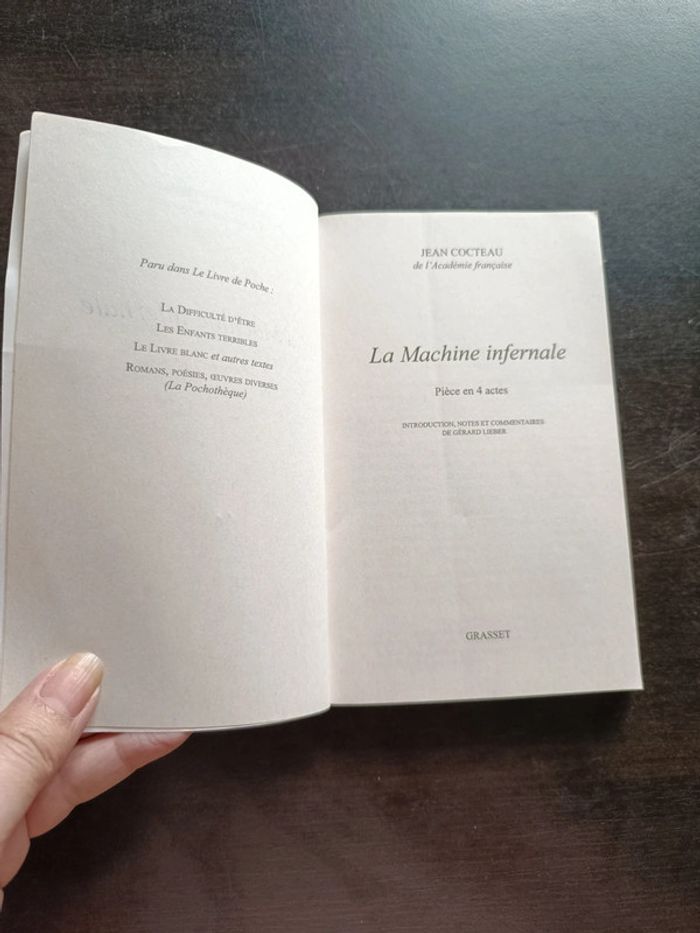 Paru dans Le Livre de Poche :
LA DIFFICULTÉ D'ÊTRE
LES ENFANTS TERRIBLES
LE LIVRE BLANC et autres textes
ROMANS, POÉSIES, ŒUVRES DIVERSES
(La Pochothèque)
JEAN COCTEAU
de l'Académie française
La Machine infernale
Pièce en 4 actes
INTRODUCTION, NOTES ET COMMENTAIRES
DE GÉRARD LIEBER
GRASSET